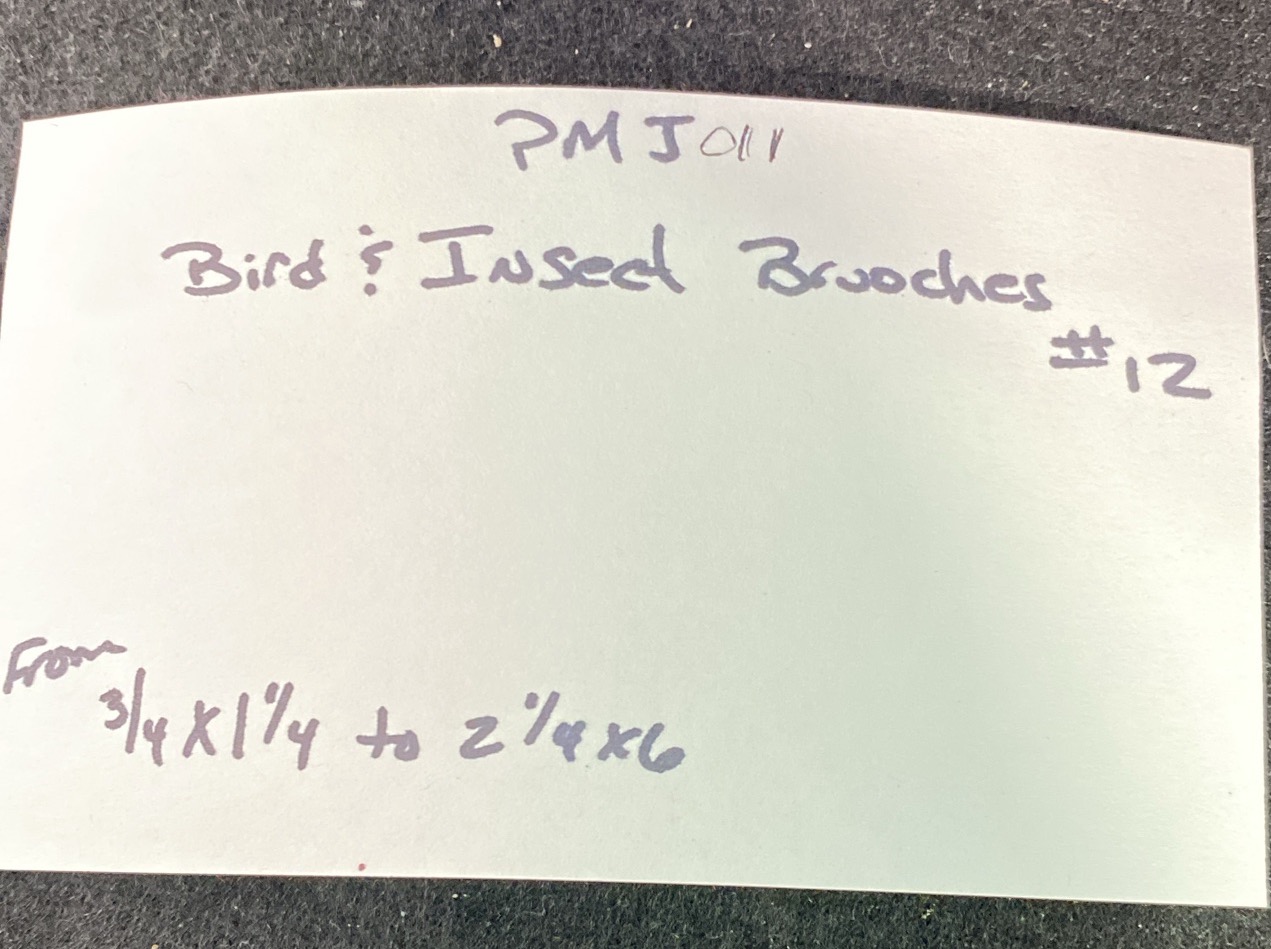 PMJ011
Bird & Insect Brooches
#12
From
3/4 X 1 1/4 to 2 1/4 x 6